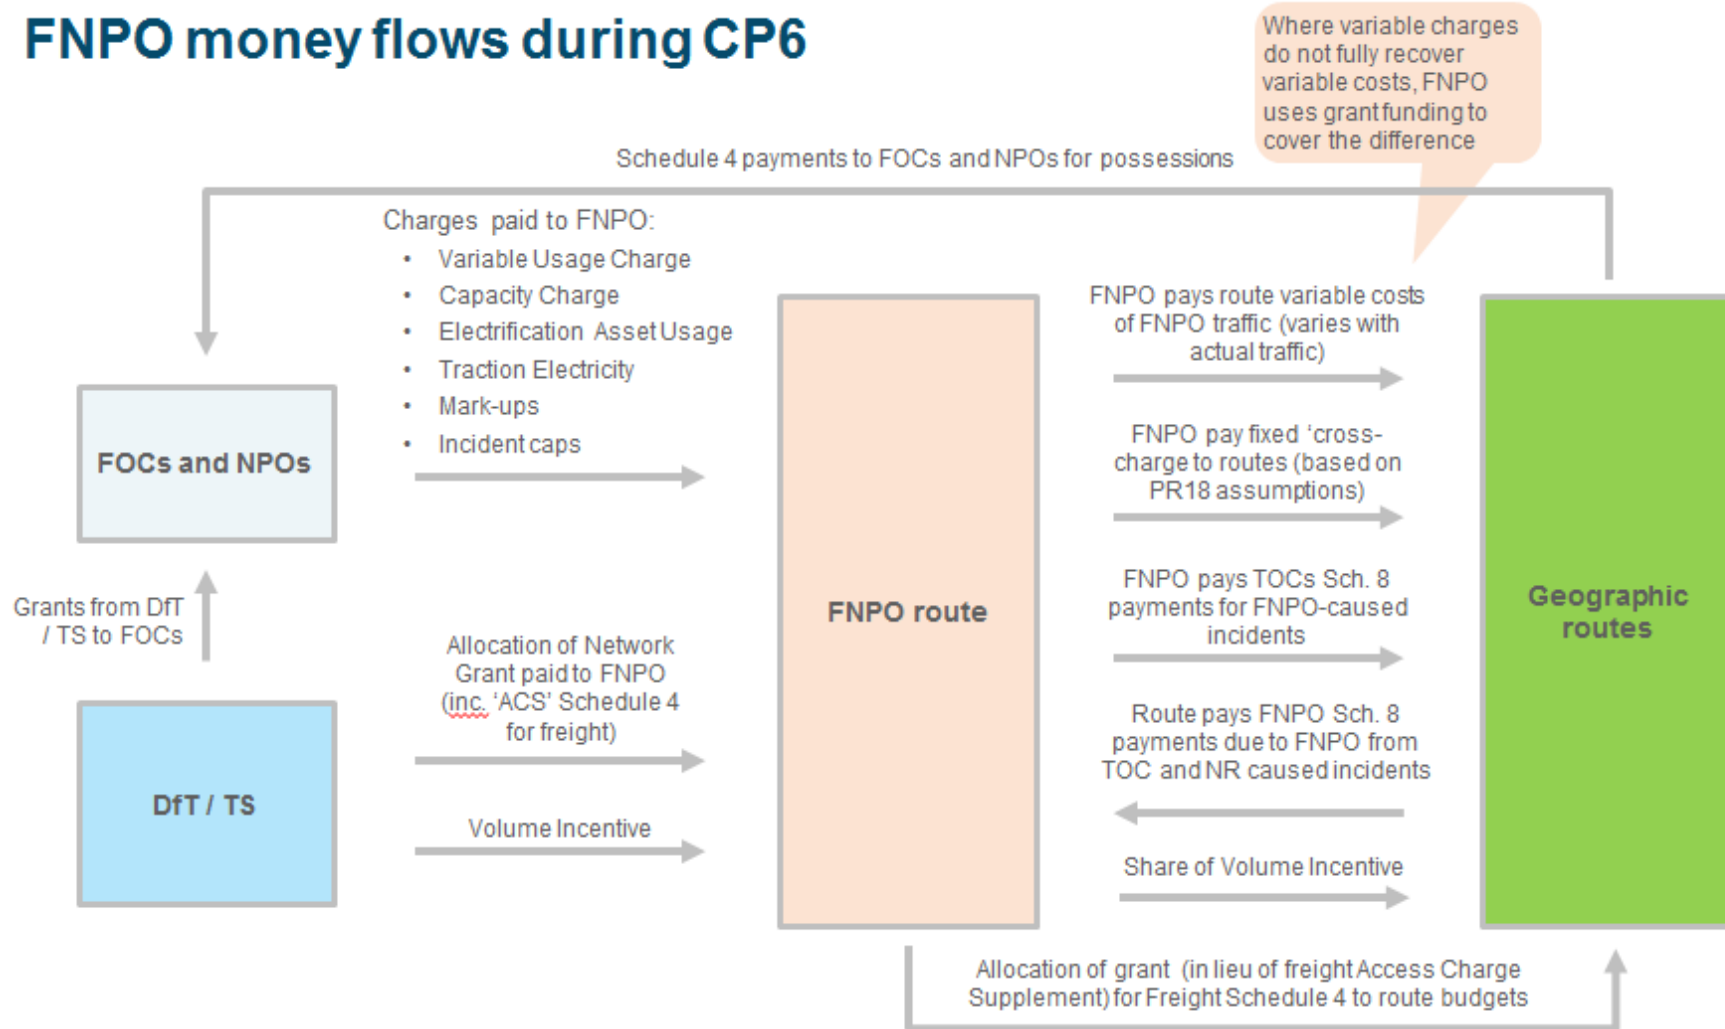 FNPO money flows during CP6
Where variable charges
do not fully recover
variable costs, FNPO
uses grant funding to
cover the difference
Schedule 4 payments to FOCs and NPOs for possessions
Charges paid to FNPO:
• Variable Usage Charge
• Capacity Charge
• Electrification Asset Usage
• Traction Electricity
• Mark-ups
• Incident caps
FOCs and NPOs
Grants from DfT
/ TS to FOCs
DfT / TS
Allocation of Network
Grant paid to FNPO
(inc. ‘ACS’ Schedule 4
for freight)
Volume Incentive
FNPO route
FNPO pays route variable costs
of FNPO traffic (varies with
actual traffic)
FNPO pay fixed ‘cross-
charge to routes (based on
PR18 assumptions)
FNPO pays TOCs Sch. 8
payments for FNPO-caused
incidents
Route pays FNPO Sch. 8
payments due to FNPO from
TOC and NR caused incidents
Share of Volume Incentive
Geographic
routes
Allocation of grant (in lieu of freight Access Charge
Supplement) for Freight Schedule 4 to route budgets